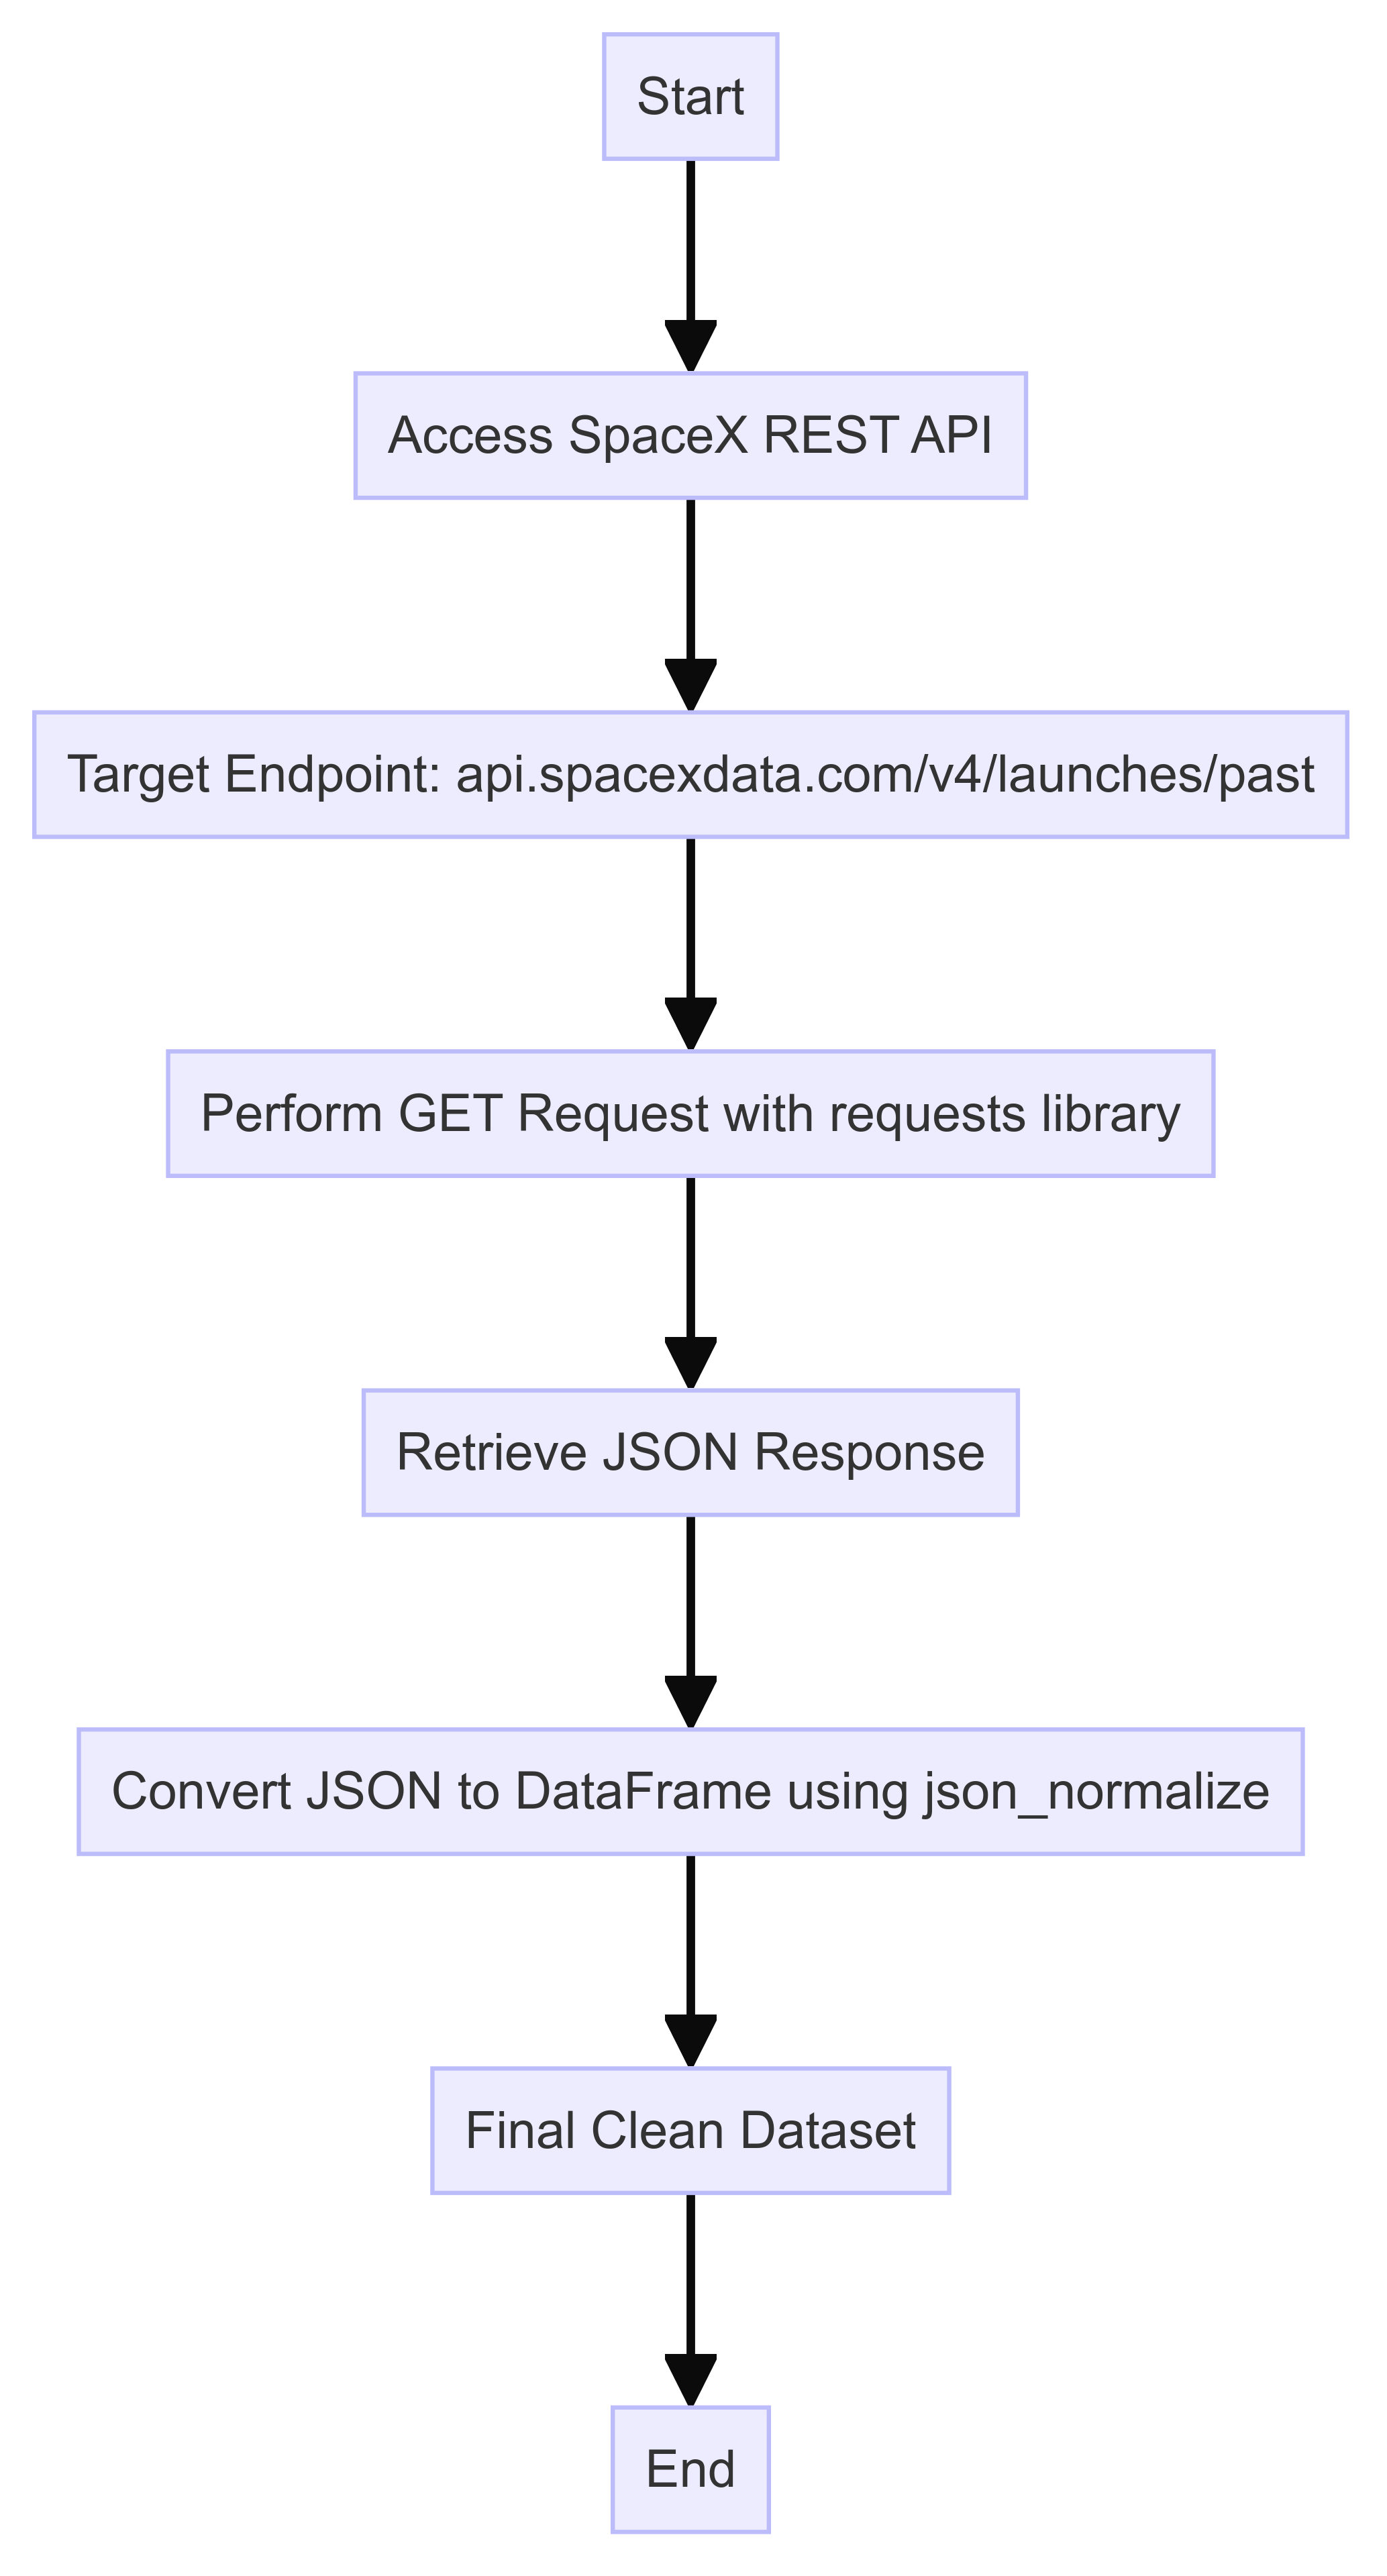 Start
Access SpaceX REST API
Target Endpoint: api.spacexdata.com/v4/launches/past
Perform GET Request with requests library
Retrieve JSON Response
Convert JSON to DataFrame using json_normalize
Final Clean Dataset
End